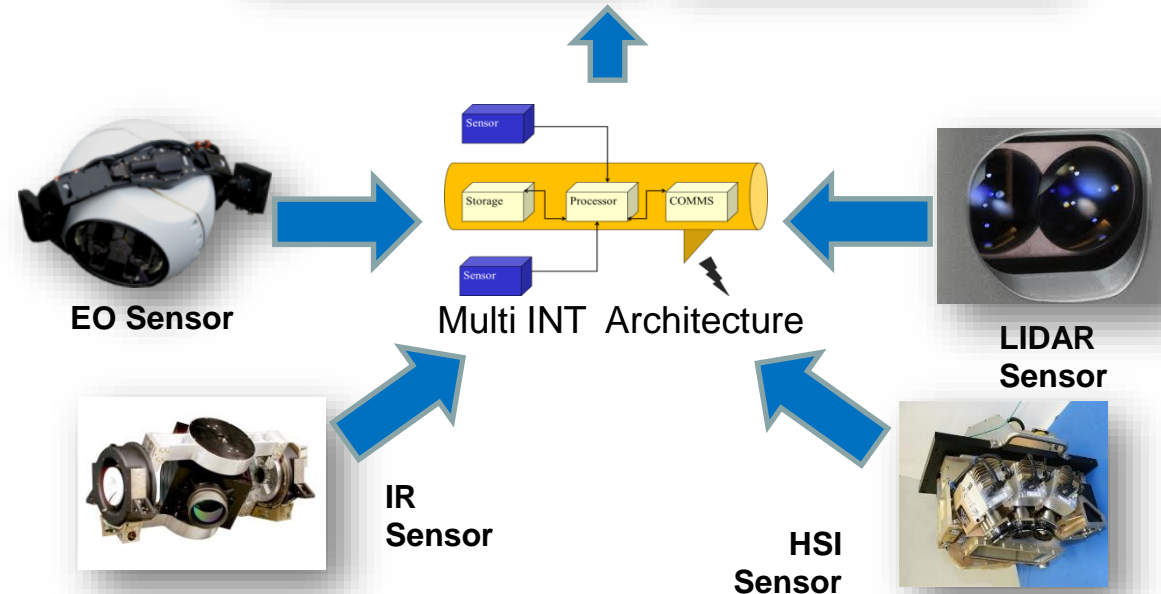 Sensor
Storage
Processor
COMMS
Sensor
EO Sensor
Multi INT Architecture
LIDAR
Sensor
IR
Sensor
HSI
Sensor